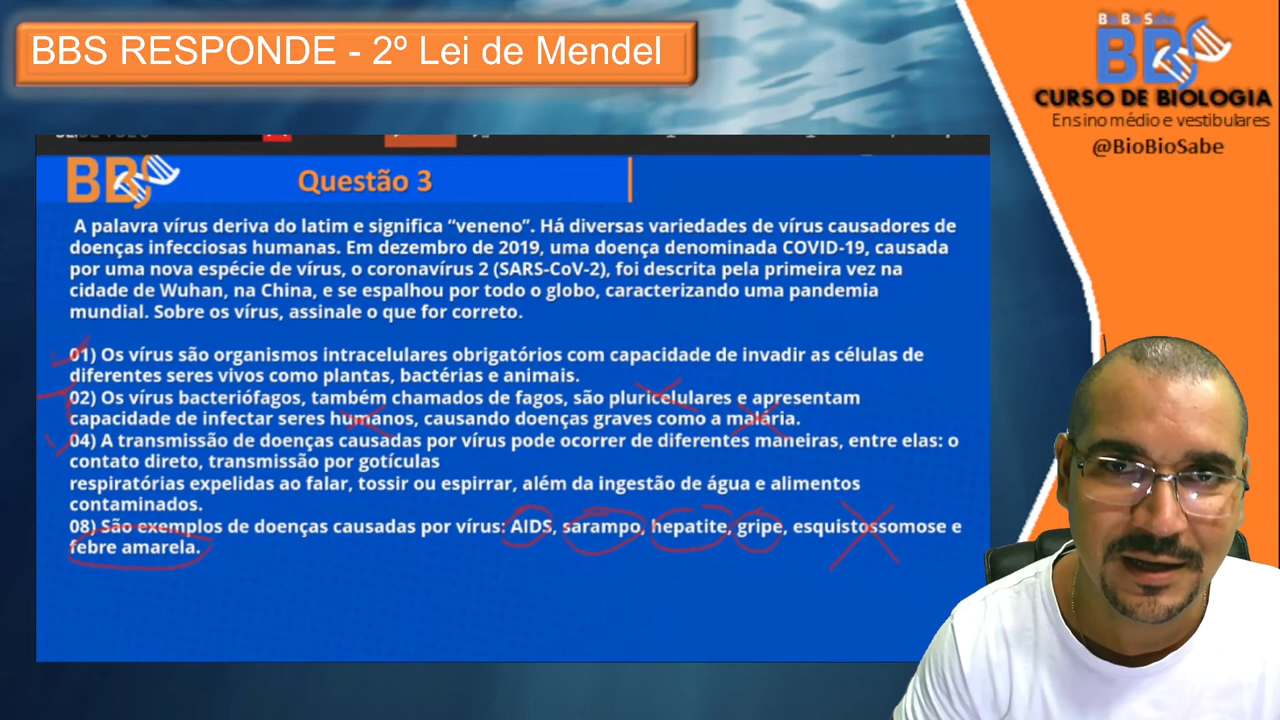 BBS RESPONDE - 2º Lei de Mendel
Bio Bio Sabe
BBS
CURSO DE BIOLOGIA
Ensino médio e vestibulares
@BioBioSabe
BBS
Questão 3
A palavra vírus deriva do latim e significa “veneno”. Há diversas variedades de vírus causadores de
doenças infecciosas humanas. Em dezembro de 2019, uma doença denominada COVID-19, causada
por uma nova espécie de vírus, o coronavírus 2 (SARS-CoV-2), foi descrita pela primeira vez na
cidade de Wuhan, na China, e se espalhou por todo o globo, caracterizando uma pandemia
mundial. Sobre os vírus, assinale o que for correto.
01) Os vírus são organismos intracelulares obrigatórios com capacidade de invadir as células de
diferentes seres vivos como plantas, bactérias e animais.
02) Os vírus bacteriófagos, também chamados de fagos, são pluricelulares e apresentam
capacidade de infectar seres humanos, causando doenças graves como a malária.
04) A transmissão de doenças causadas por vírus pode ocorrer de diferentes maneiras, entre elas: o
contato direto, transmissão por gotículas
respiratórias expelidas ao falar, tossir ou espirrar, além da ingestão de água e alimentos
contaminados.
08) São exemplos de doenças causadas por vírus: AIDS, sarampo, hepatite, gripe, esquistossomose e
febre amarela.